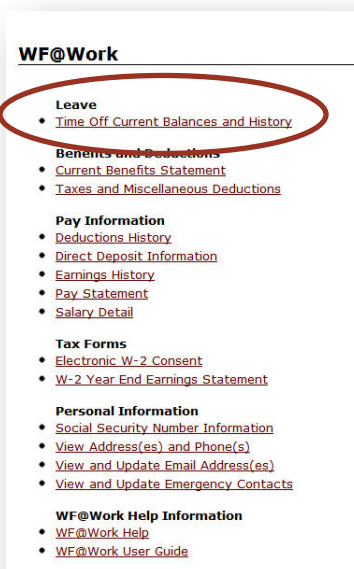 WF@Work
Leave
Time Off Current Balances and History
Benefits and Deductions
Current Benefits Statement
Taxes and Miscellaneous Deductions
Pay Information
Deductions History
Direct Deposit Information
Earnings History
Pay Statement
Salary Detail
Tax Forms
Electronic W-2 Consent
W-2 Year End Earnings Statement
Personal Information
Social Security Number Information
View Address(es) and Phone(s)
View and Update Email Address(es)
View and Update Emergency Contacts
WF@Work Help Information
WF@Work Help
WF@Work User Guide